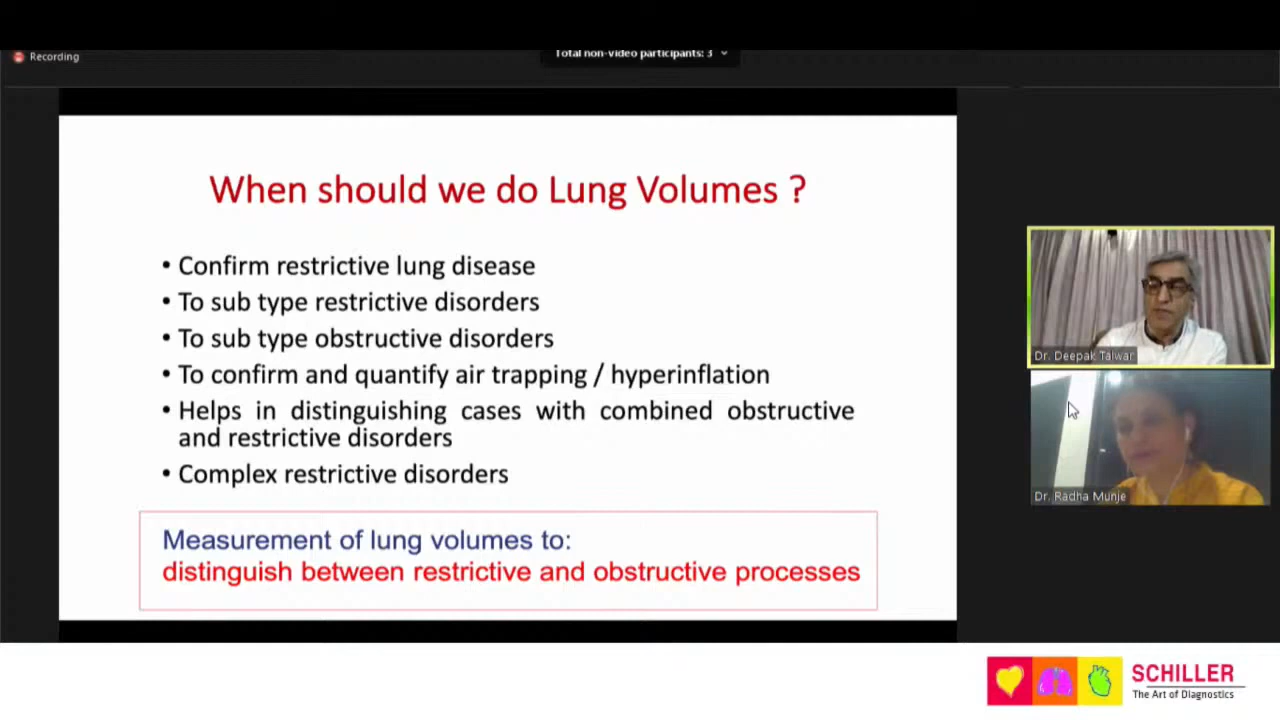 Recording
Total non-video participants: 3
When should we do Lung Volumes ?
• Confirm restrictive lung disease
• To sub type restrictive disorders
• To sub type obstructive disorders
• To confirm and quantify air trapping / hyperinflation
• Helps in distinguishing cases with combined obstructive
and restrictive disorders
• Complex restrictive disorders
Measurement of lung volumes to:
distinguish between restrictive and obstructive processes
Dr. Deepak Talwar
Dr. Radha Munje
SCHILLER
The Art of Diagnostics